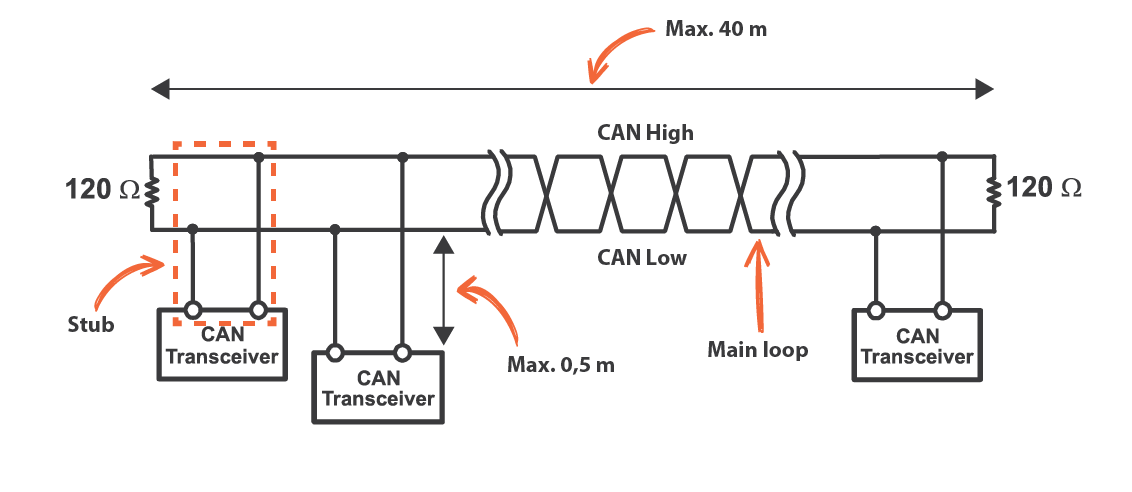 Max. 40 m
CAN High
120 Ω
120 Ω
CAN Low
Stub
CAN
Transceiver
Max. 0,5 m
Main loop
CAN
Transceiver
CAN
Transceiver